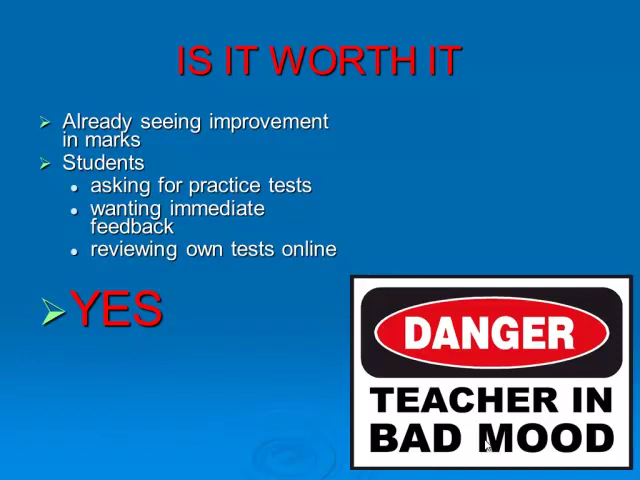 IS IT WORTH IT
Already seeing improvement
in marks
Students
asking for practice tests
wanting immediate
feedback
reviewing own tests online
YES
DANGER
TEACHER IN
BAD MOOD